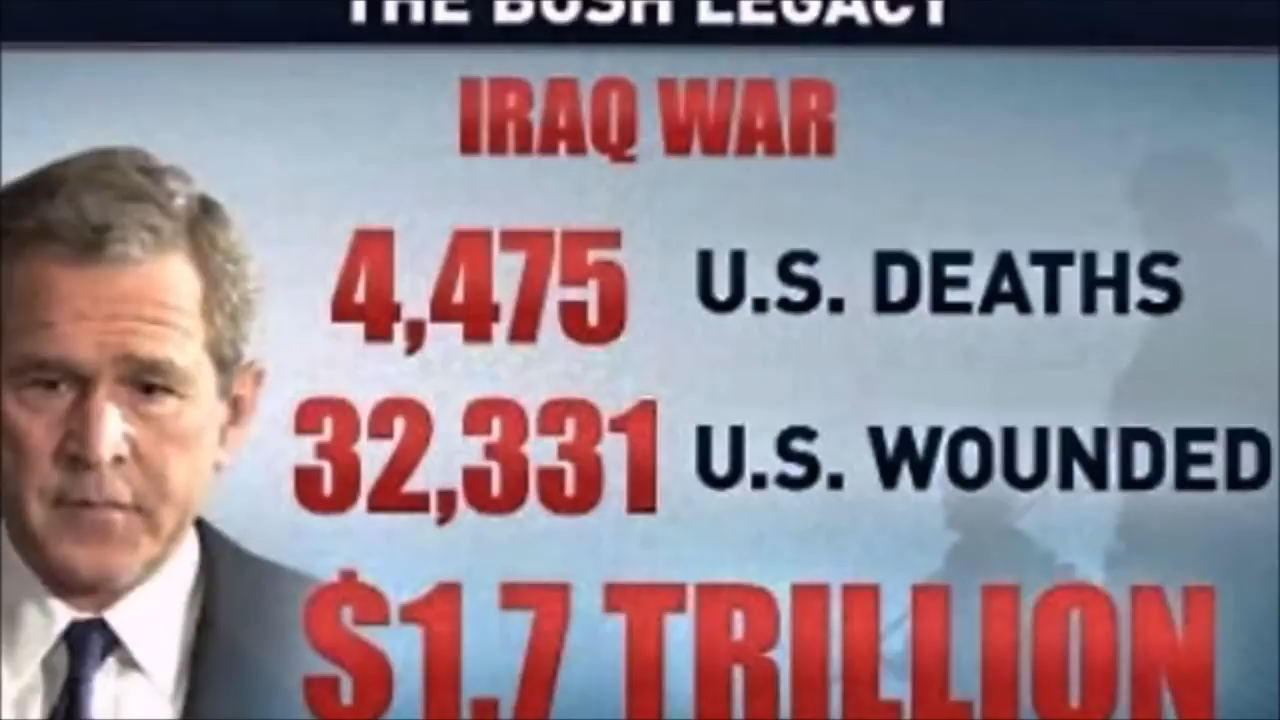 THE BUSH LEGACY
IRAQ WAR
4,475 U.S. DEATHS
32,331 U.S. WOUNDED
$1.7 TRILLION